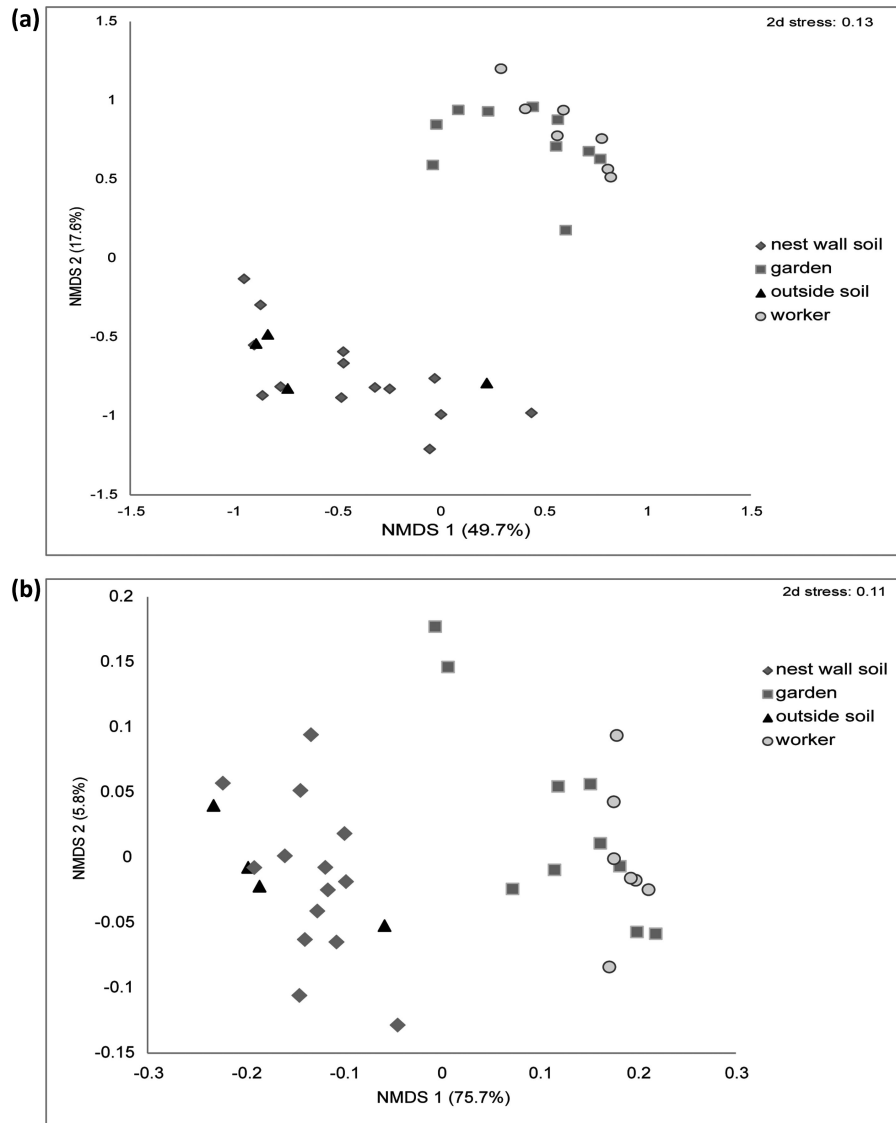 (a)
2d stress: 0.13
1.5
1
0.5
0
-0.5
-1
-1.5
NMDS 2 (17.6%)
-1.5
-1
-0.5
0
0.5
1
1.5
NMDS 1 (49.7%)
nest wall soil
garden
outside soil
worker
(b)
2d stress: 0.11
0.2
0.15
0.1
0.05
0
-0.05
-0.1
-0.15
NMDS 2 (5.8%)
-0.3
-0.2
-0.1
0
0.1
0.2
0.3
NMDS 1 (75.7%)
nest wall soil
garden
outside soil
worker